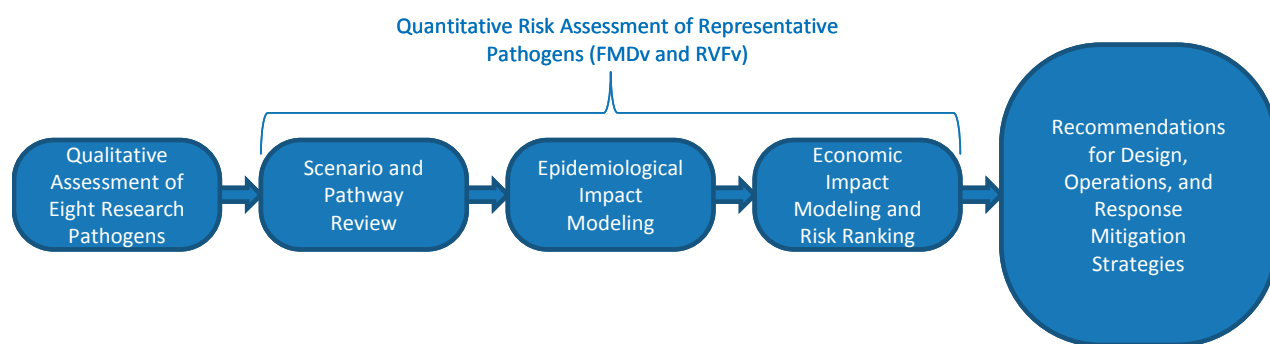 Quantitative Risk Assessment of Representative
Pathogens (FMDv and RVFv)
Qualitative
Assessment of
Eight Research
Pathogens
Scenario and
Pathway
Review
Epidemiological
Impact
Modeling
Economic
Impact
Modeling and
Risk Ranking
Recommendations
for Design,
Operations, and
Response
Mitigation
Strategies